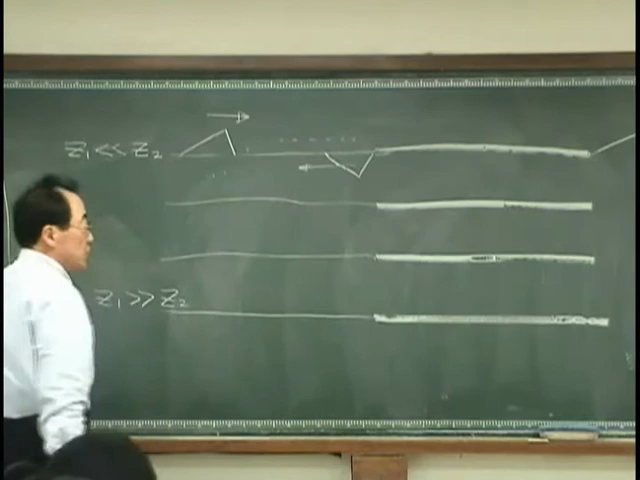 Z₁ << Z₂
Z₁ >> Z₂